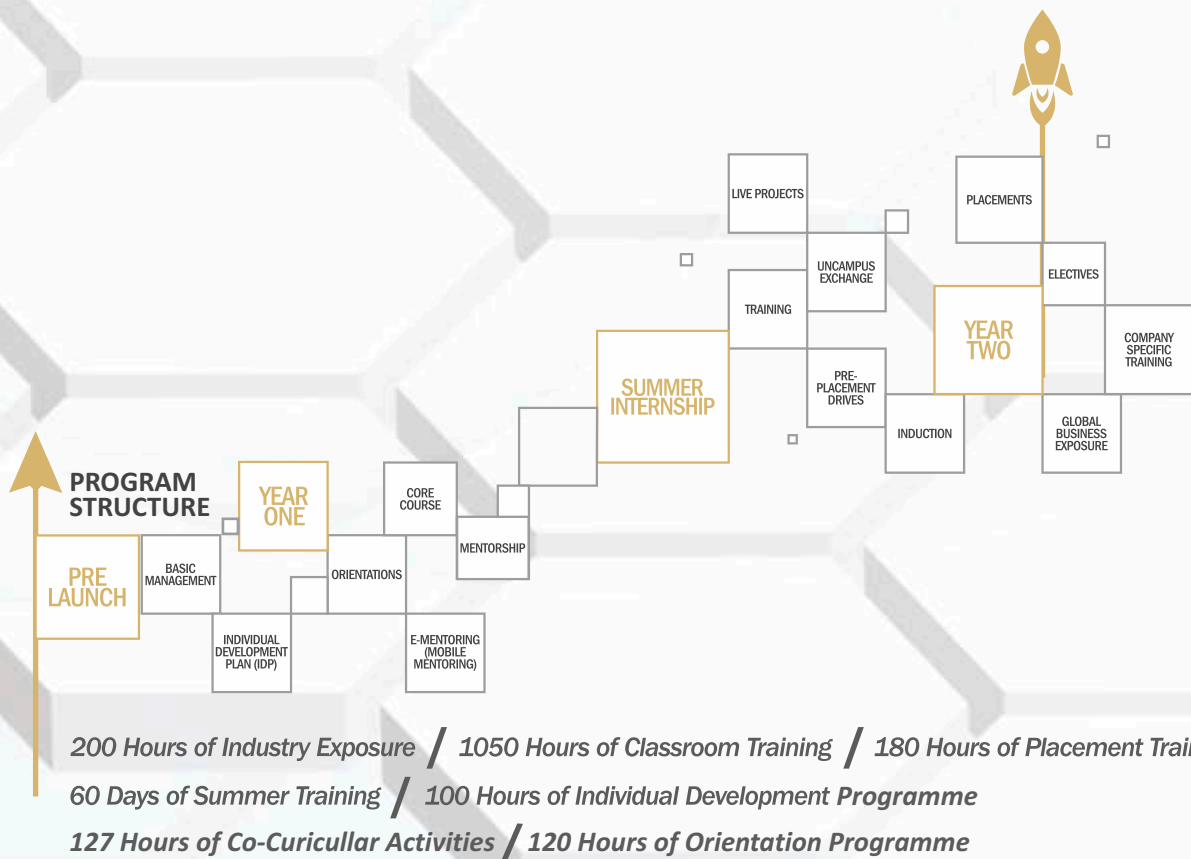 PROGRAM
STRUCTURE
PRE
LAUNCH
BASIC
MANAGEMENT
INDIVIDUAL
DEVELOPMENT
PLAN (IDP)
YEAR
ONE
ORIENTATIONS
CORE
COURSE
E-MENTORING
(MOBILE
MENTORING)
MENTORSHIP
SUMMER
INTERNSHIP
LIVE PROJECTS
TRAINING
UNCAMPUS
EXCHANGE
PRE-
PLACEMENT
DRIVES
INDUCTION
YEAR
TWO
PLACEMENTS
ELECTIVES
COMPANY
SPECIFIC
TRAINING
GLOBAL
BUSINESS
EXPOSURE
200 Hours of Industry Exposure / 1050 Hours of Classroom Training / 180 Hours of Placement
60 Days of Summer Training / 100 Hours of Individual Development Programme
127 Hours of Co-Curicullar Activities / 120 Hours of Orientation Programme